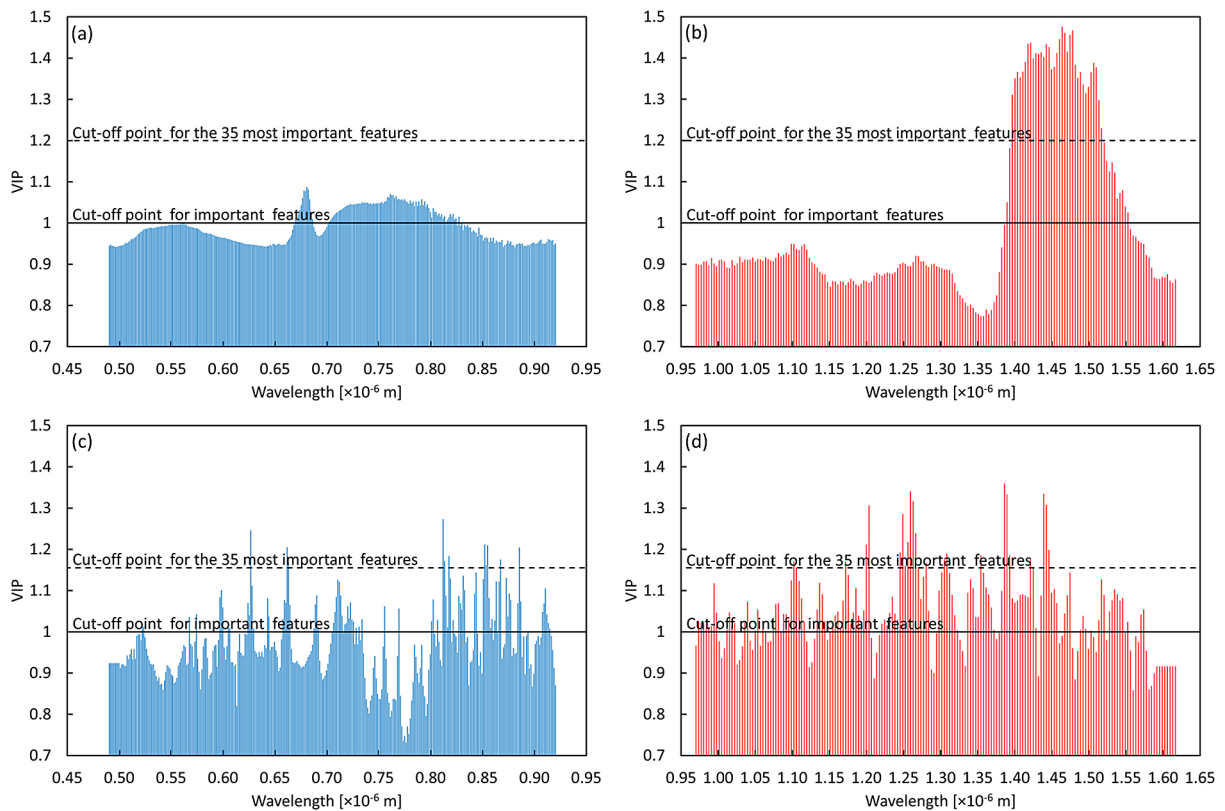 1.5
(a)
1.4
1.3
Cut-off point for the 35 most important features
1.2
VIP
1.1
Cut-off point for important features
1
0.9
0.8
0.7
0.45 0.50 0.55 0.60 0.65 0.70 0.75 0.80 0.85 0.90 0.95
Wavelength [×10⁻⁶ m]
1.5
(b)
1.4
1.3
Cut-off point for the 35 most important features
1.2
VIP
1.1
Cut-off point for important features
1
0.9
0.8
0.7
0.95 1.00 1.05 1.10 1.15 1.20 1.25 1.30 1.35 1.40 1.45 1.50 1.55 1.60 1.65
Wavelength [×10⁻⁶ m]
1.5
(c)
1.4
1.3
1.2
Cut-off point for the 35 most important features
VIP
1.1
Cut-off point for important features
1
0.9
0.8
0.7
0.45 0.50 0.55 0.60 0.65 0.70 0.75 0.80 0.85 0.90 0.95
Wavelength [×10⁻⁶ m]
1.5
(d)
1.4
1.3
1.2
Cut-off point for the 35 most important features
VIP
1.1
Cut-off point for important features
1
0.9
0.8
0.7
0.95 1.00 1.05 1.10 1.15 1.20 1.25 1.30 1.35 1.40 1.45 1.50 1.55 1.60 1.65
Wavelength [×10⁻⁶ m]